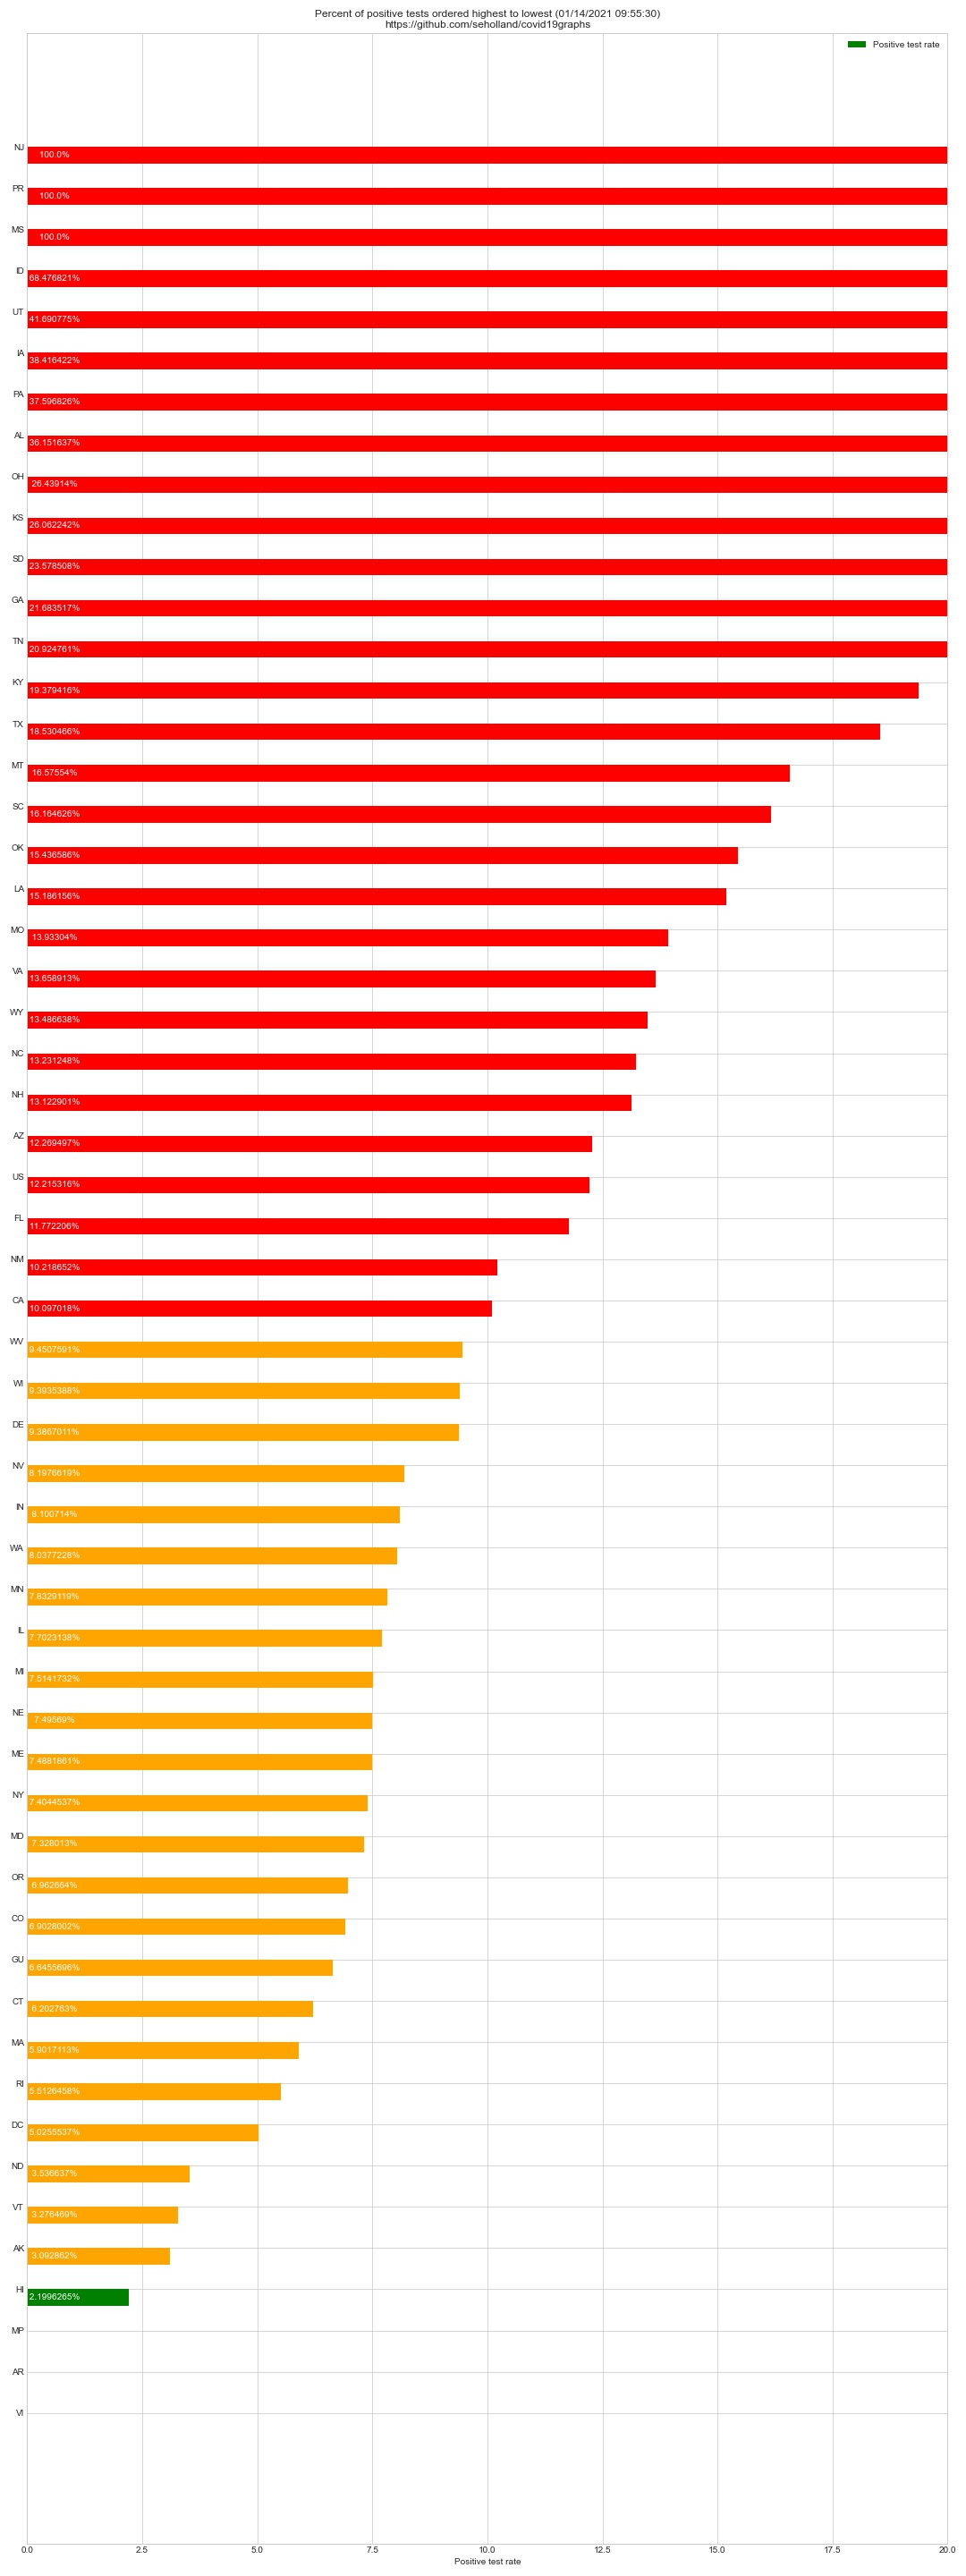 Percent of positive tests ordered highest to lowest (01/14/2021 09:55:30)
https://github.com/seholland/covid19graphs
Positive test rate
NJ 100.0%
PR 100.0%
MS 100.0%
ID 68.476821%
UT 41.690775%
IA 38.416422%
PA 37.596826%
AL 36.151637%
OH 26.43914%
KS 26.062242%
SD 23.578508%
GA 21.683517%
TN 20.924761%
KY 19.379416%
TX 18.530466%
MT 16.57554%
SC 16.164626%
OK 15.436586%
LA 15.186156%
MO 13.93304%
VA 13.658913%
WY 13.486638%
NC 13.231248%
NH 13.122901%
AZ 12.269497%
US 12.215316%
FL 11.772206%
NM 10.218652%
CA 10.097018%
WV 9.4507591%
WI 9.3935388%
DE 9.3867011%
NV 8.1976619%
IN 8.100714%
WA 8.0377228%
MN 7.8329119%
IL 7.7023138%
MI 7.5141732%
NE 7.49569%
ME 7.4881861%
NY 7.4044537%
MD 7.328013%
OR 6.962664%
CO 6.9028002%
GU 6.6455696%
CT 6.202763%
MA 5.9017113%
RI 5.5126458%
DC 5.0255537%
ND 3.536637%
VT 3.276469%
AK 3.092862%
HI 2.1996265%
MP
AR
VI
0.0 2.5 5.0 7.5 10.0 12.5 15.0 17.5 20.0
Positive test rate